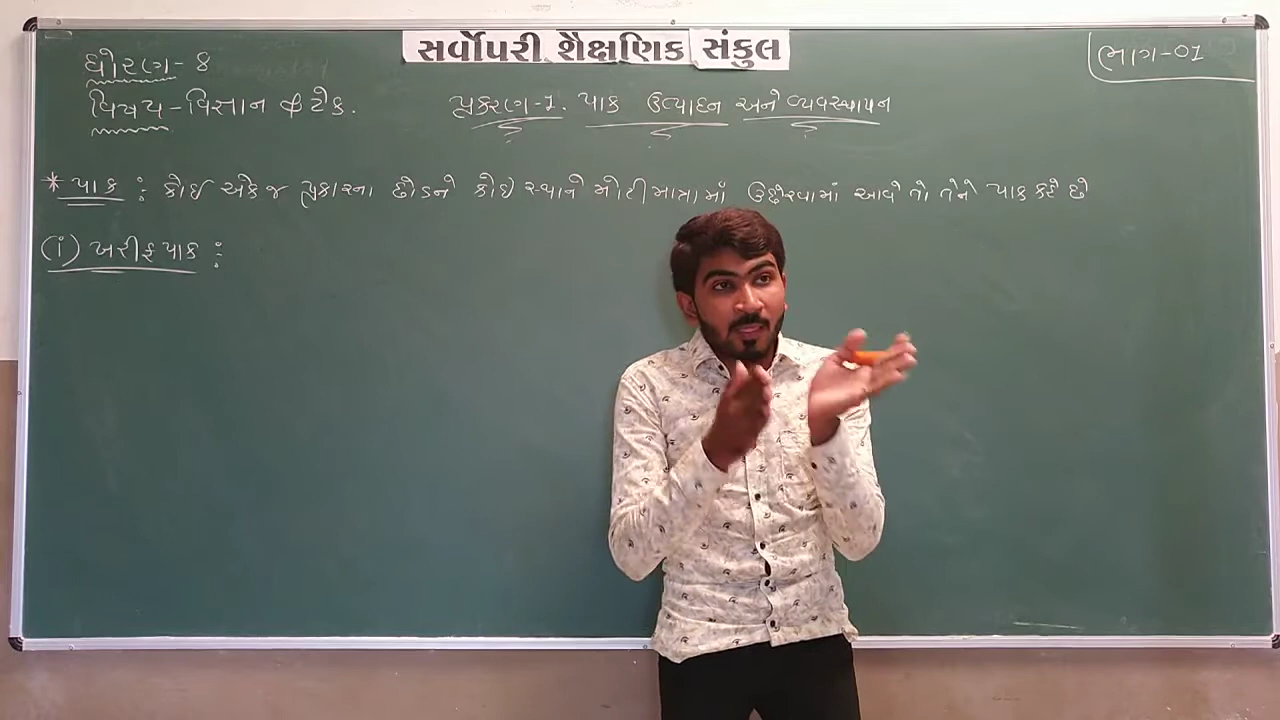 સર્વોપરી શૈક્ષણિક સંકુલ
ધોરણ - 8
ભાગ-01
વિષય - વિજ્ઞાન & ટેક.
પ્રકરણ-1. પાક ઉત્પાદન અને વ્યવસ્થાપન
* પાક : કોઈ એક જ પ્રકારના છોડને કોઈ સ્થાને મોટી માત્રામાં ઉછેરવામાં આવે તો તેને પાક કહે છે
(i) ખરીફ પાક :